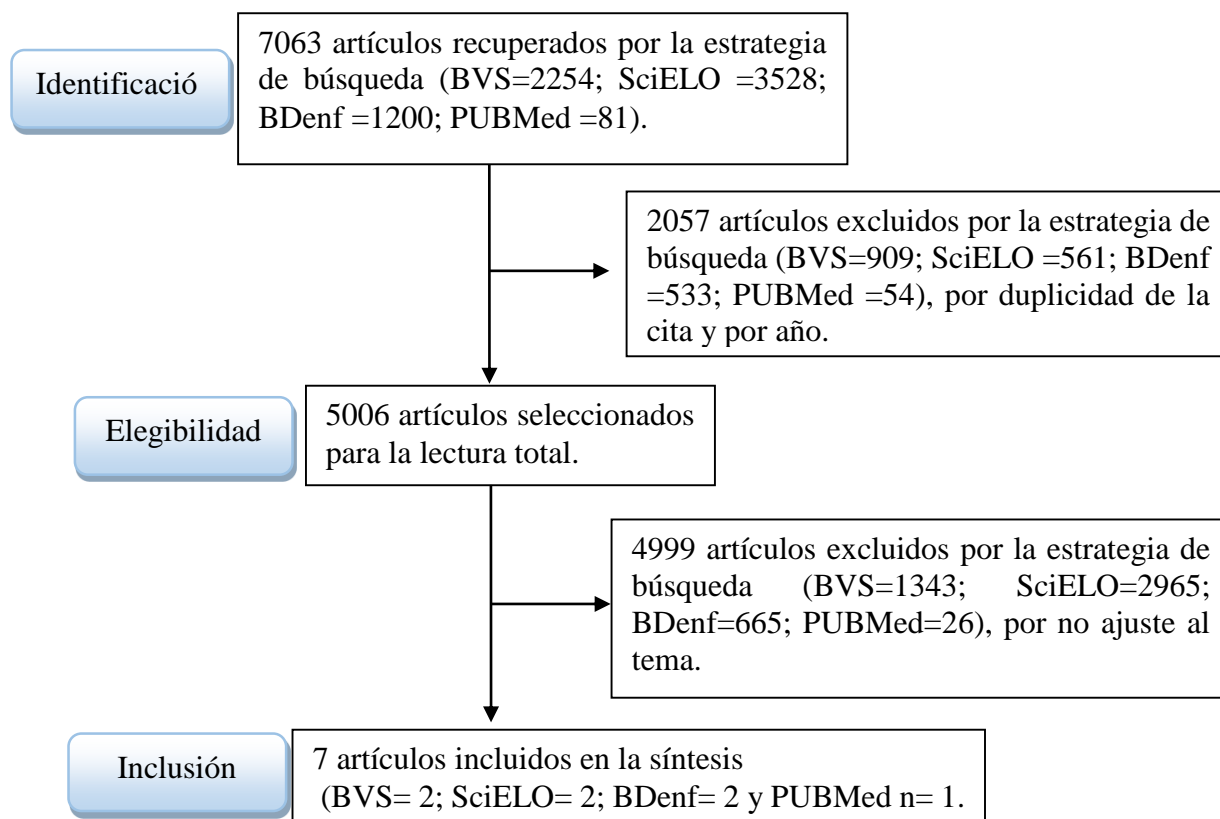 7063 artículos recuperados por la estrategia
de búsqueda (BVS=2254; SciELO =3528;
BDenf =1200; PUBMed =81).
Identificació
2057 artículos excluidos por la estrategia de
búsqueda (BVS=909; SciELO =561; BDenf
=533; PUBMed =54), por duplicidad de la
cita y por año.
Elegibilidad
5006 artículos seleccionados
para la lectura total.
4999 artículos excluidos por la estrategia de
búsqueda (BVS=1343; SciELO=2965;
BDenf=665; PUBMed=26), por no ajuste al
tema.
Inclusión
7 artículos incluidos en la síntesis
(BVS= 2; SciELO= 2; BDenf= 2 y PUBMed n= 1.